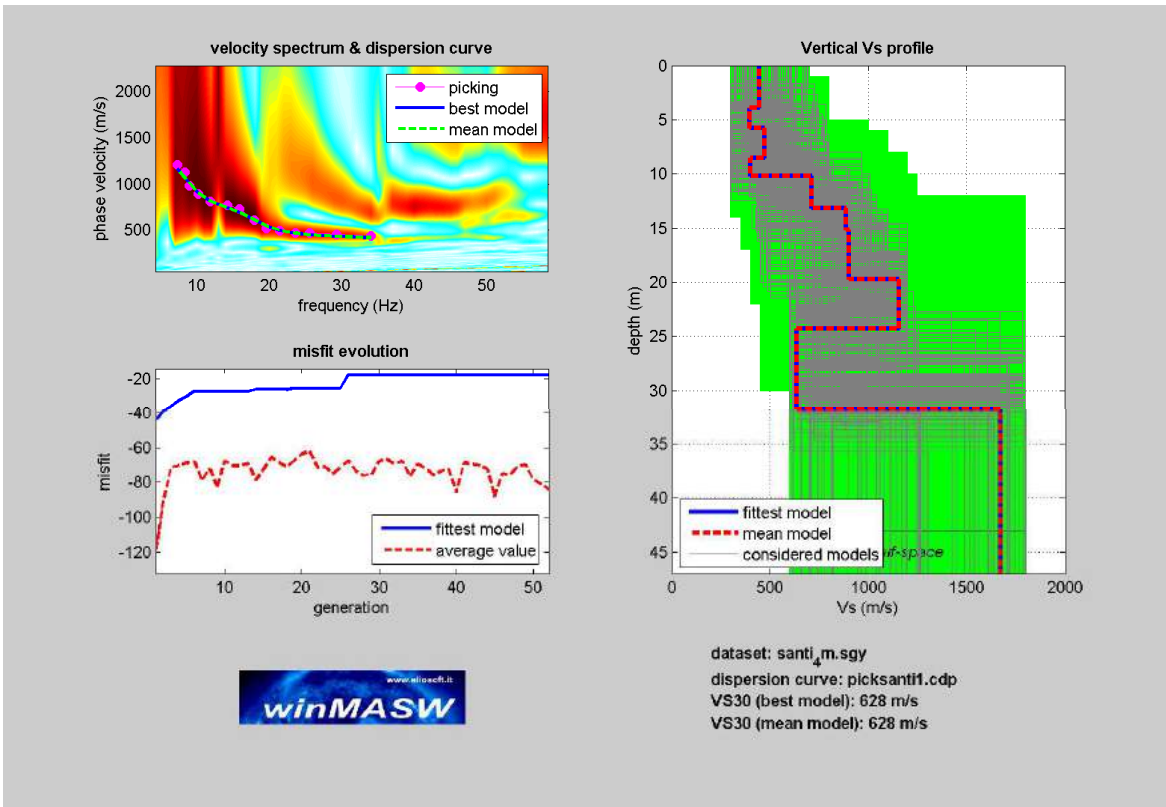 velocity spectrum & dispersion curve
phase velocity (m/s)
2000
1500
1000
500
picking
best model
mean model
10
20
30
40
50
frequency (Hz)
misfit evolution
misfit
-20
-40
-60
-80
-100
-120
fittest model
average value
10
20
30
40
50
generation
www.eliosoft.it
winMASW
Vertical Vs profile
depth (m)
0
5
10
15
20
25
30
35
40
45
fittest model
mean model
considered models
0
500
1000
1500
2000
Vs (m/s)
dataset: santi4m.sgy
dispersion curve: picksanti1.cdp
VS30 (best model): 628 m/s
VS30 (mean model): 628 m/s